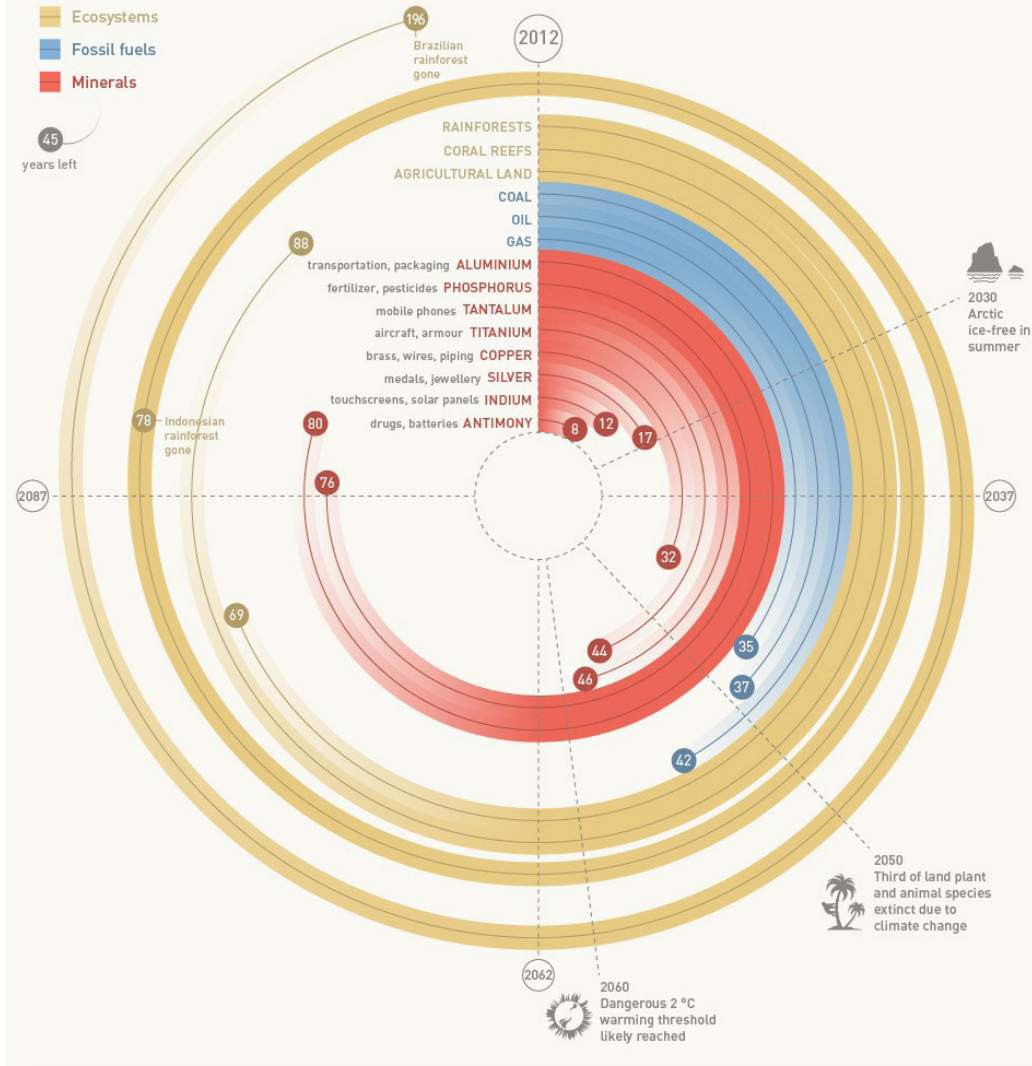 Ecosystems
Fossil fuels
Minerals
45
years left
196
Brazilian
rainforest
gone
2012
RAINFORESTS
CORAL REEFS
AGRICULTURAL LAND
COAL
OIL
GAS
transportation, packaging ALUMINIUM
fertilizer, pesticides PHOSPHORUS
mobile phones TANTALUM
aircraft, armour TITANIUM
brass, wires, piping COPPER
medals, jewellery SILVER
touchscreens, solar panels INDIUM
drugs, batteries ANTIMONY
88
78
Indonesian
rainforest
gone
80
76
69
8
12
17
32
44
46
35
37
42
2030
Arctic
ice-free in
summer
2087
2037
2050
Third of land plant
and animal species
extinct due to
climate change
2062
2060
Dangerous 2 °C
warming threshold
likely reached